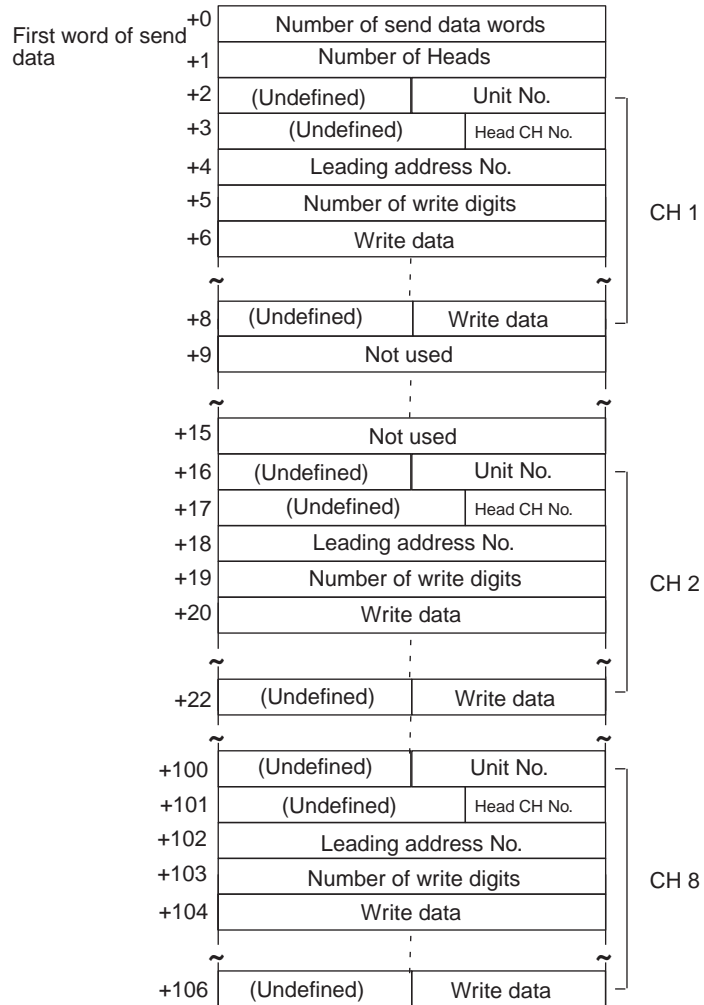 First word of send data
+0 Number of send data words
+1 Number of Heads
+2 (Undefined) Unit No.
+3 (Undefined) Head CH No.
+4 Leading address No.
+5 Number of write digits
+6 Write data
CH 1
~ ~
+8 (Undefined) Write data
+9 Not used
~ ~
+15 Not used
+16 (Undefined) Unit No.
+17 (Undefined) Head CH No.
+18 Leading address No.
+19 Number of write digits
+20 Write data
CH 2
~ ~
+22 (Undefined) Write data
~ ~
+100 (Undefined) Unit No.
+101 (Undefined) Head CH No.
+102 Leading address No.
+103 Number of write digits
+104 Write data
CH 8
~ ~
+106 (Undefined) Write data